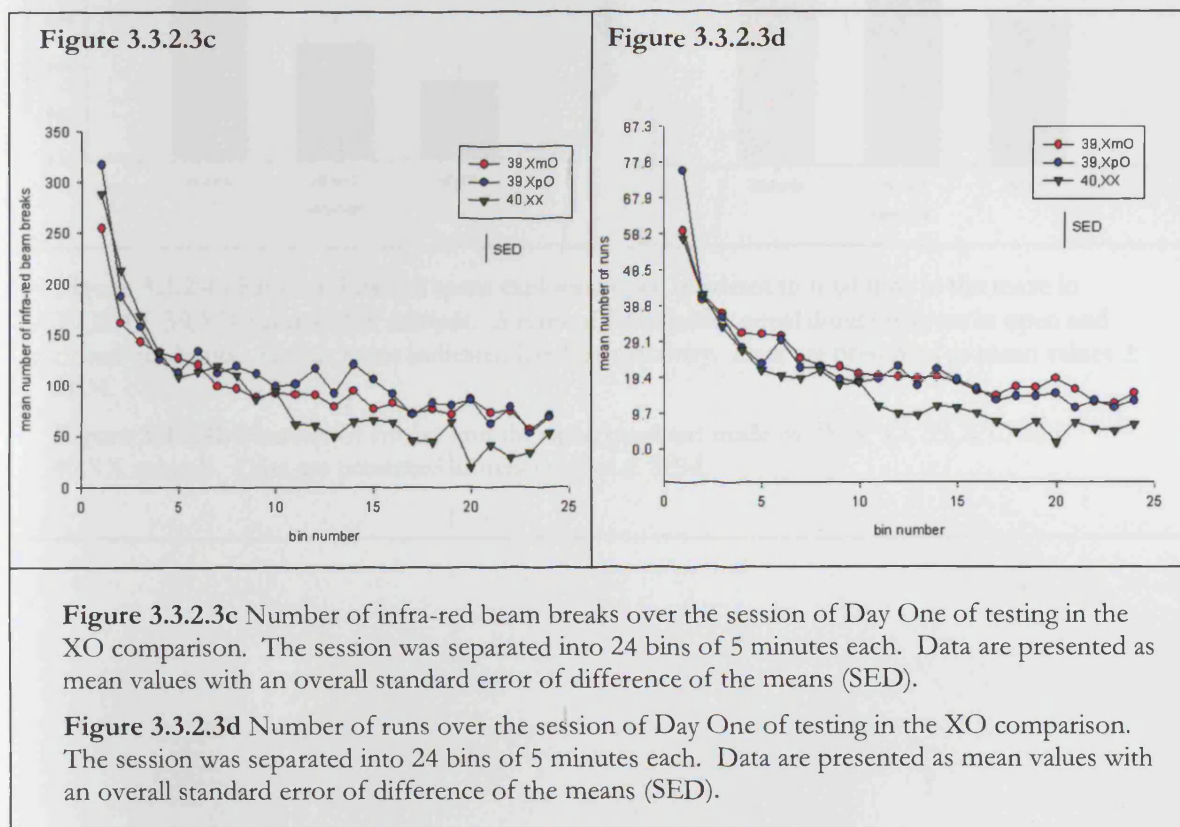 Figure 3.3.2.3c
350
300
250
200
150
100
50
0
mean number of infra-red beam breaks
0 5 10 15 20 25
bin number
39,XmO
39,XpO
40,XX
SED
Figure 3.3.2.3d
87.3
77.6
67.9
58.2
48.5
38.8
29.1
19.4
9.7
0.0
mean number of runs
0 5 10 15 20 25
bin number
39,XmO
39,XpO
40,XX
SED
Figure 3.3.2.3c Number of infra-red beam breaks over the session of Day One of testing in the
XO comparison. The session was separated into 24 bins of 5 minutes each. Data are presented as
mean values with an overall standard error of difference of the means (SED).
Figure 3.3.2.3d Number of runs over the session of Day One of testing in the XO comparison.
The session was separated into 24 bins of 5 minutes each. Data are presented as mean values with
an overall standard error of difference of the means (SED).